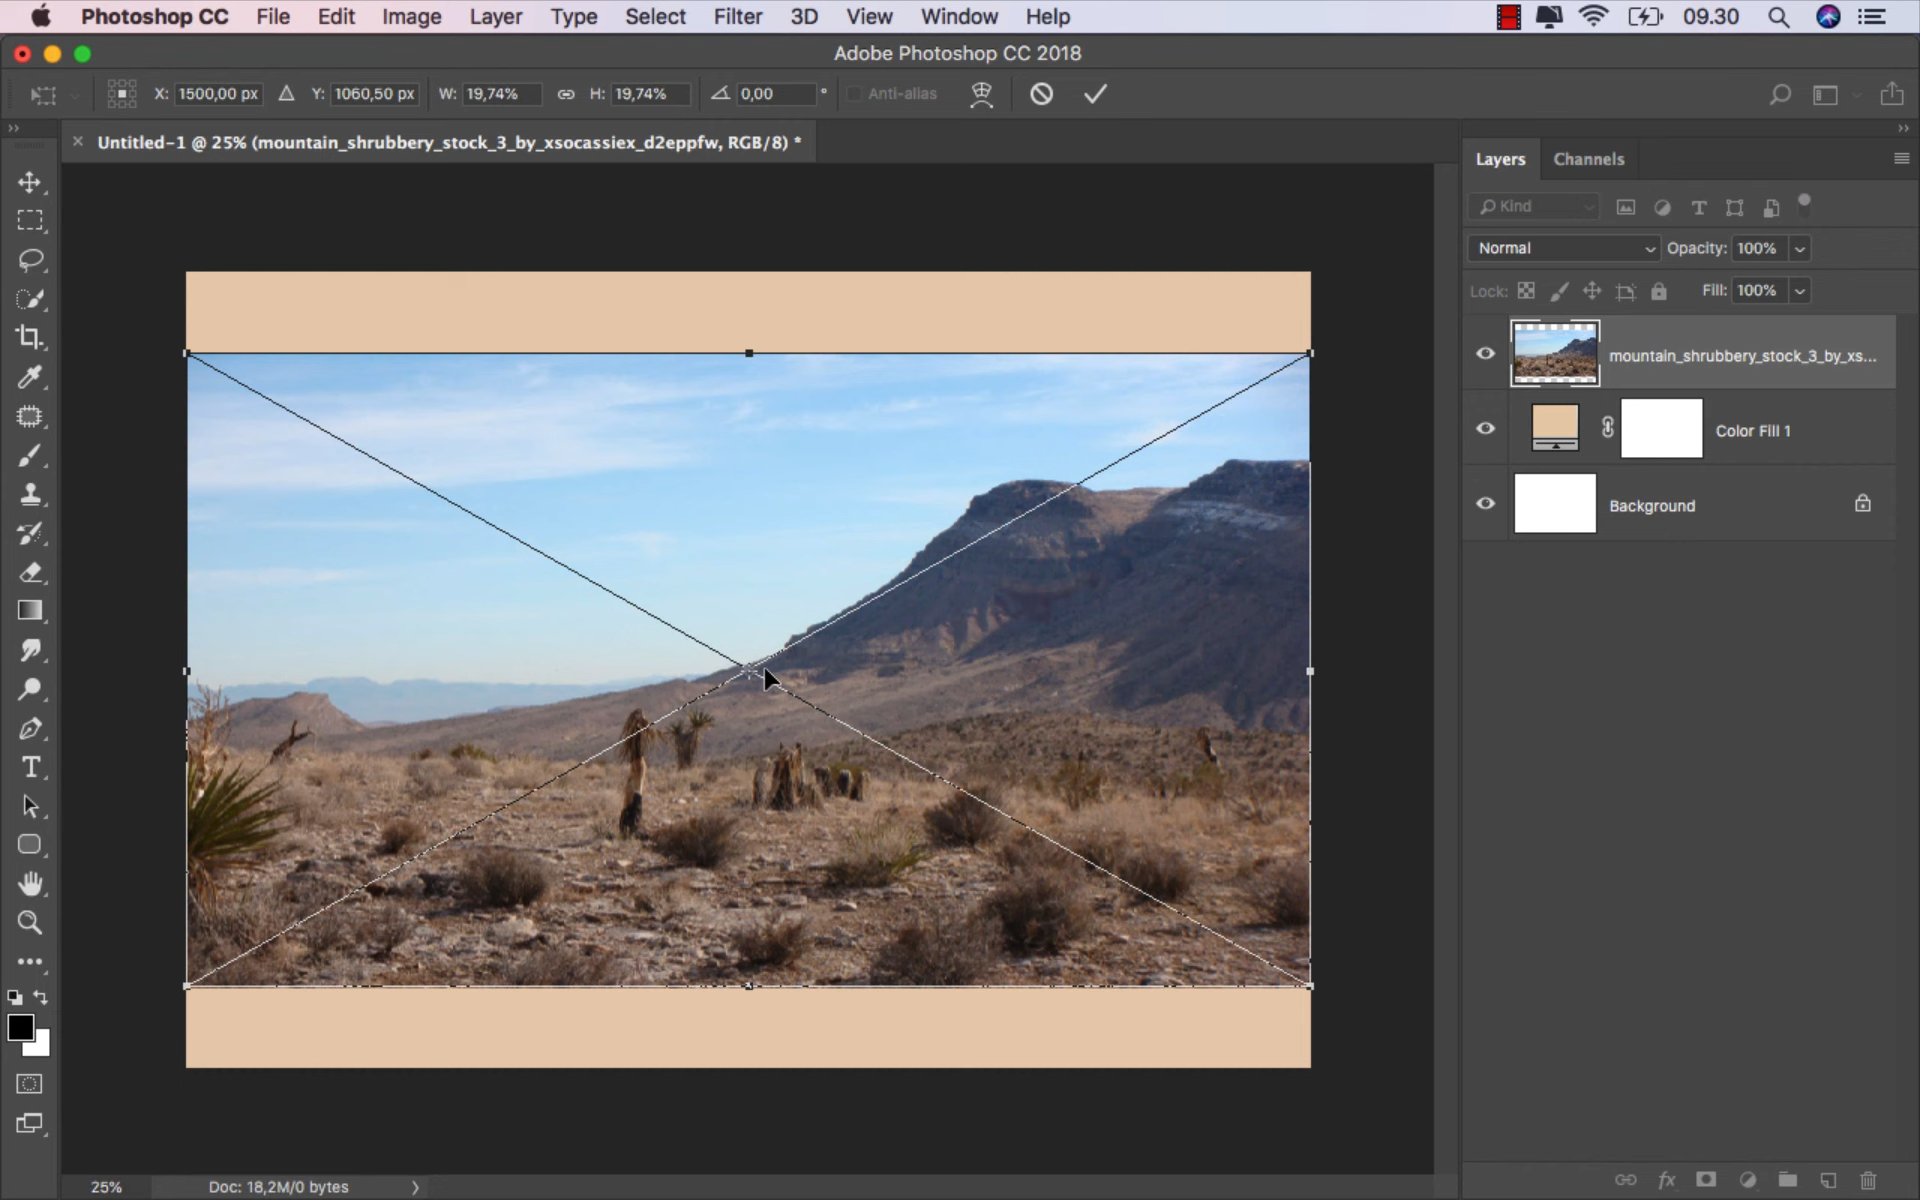 Photoshop CC File Edit Image Layer Type Select Filter 3D View Window Help 09.30
Adobe Photoshop CC 2018
X: 1500,00 px Y: 1060,50 px W: 19,74% H: 19,74% 0,00 ° Anti-alias
Untitled-1 @ 25% (mountain_shrubbery_stock_3_by_xsocassiex_d2eppfw, RGB/8) *
Layers Channels
Kind
Normal Opacity: 100%
Lock: Fill: 100%
mountain_shrubbery_stock_3_by_xs...
Color Fill 1
Background
25% Doc: 18,2M/0 bytes